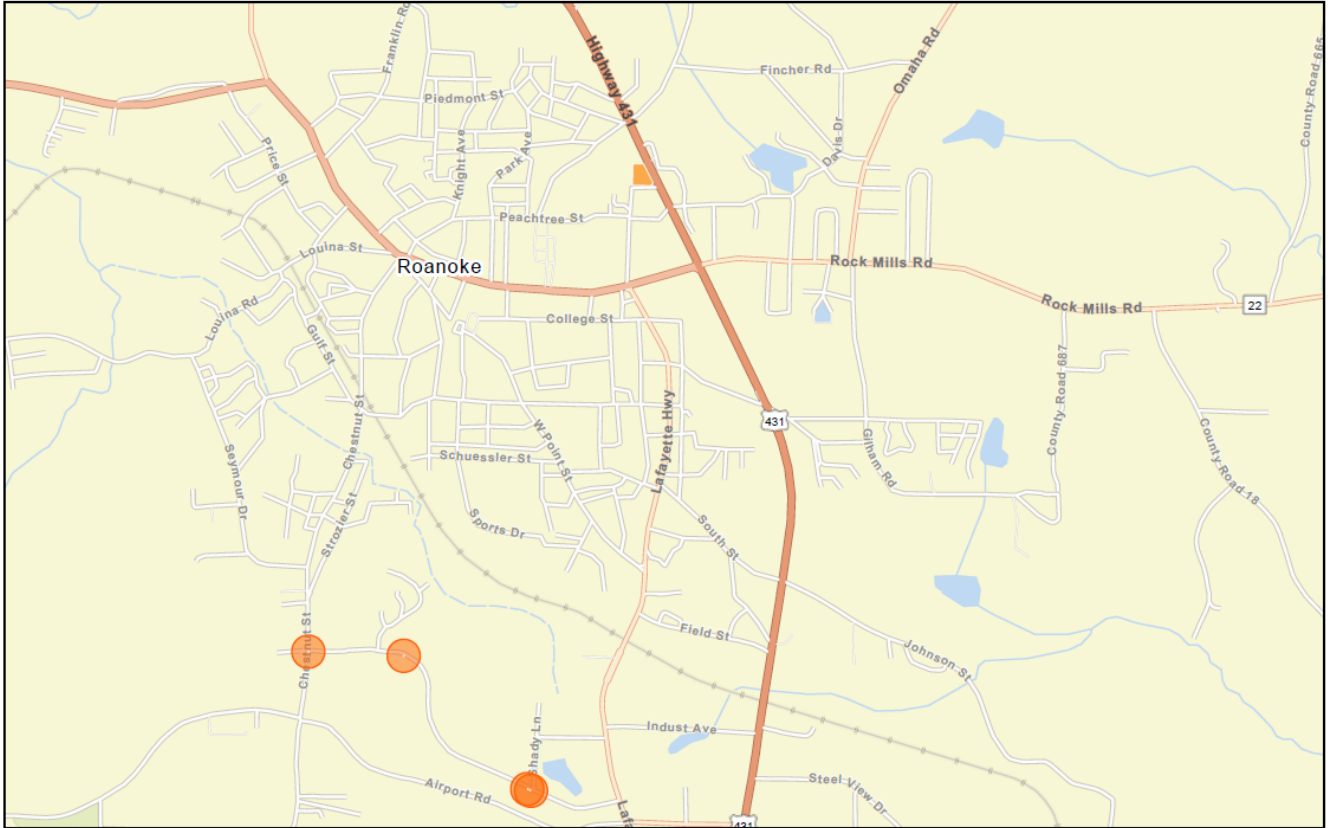 Franklin Rd
Highway 431
Omaha Rd
Fincher Rd
County Road 665
Piedmont St
Price St
Knight Ave
Park Ave
Davis Dr
Peachtree St
Louina St
Roanoke
Rock Mills Rd
Rock Mills Rd
22
Louina Rd
Gulf St
College St
County Road 687
Chestnut St
Lafayette Hwy
431
W Point St
Gilham Rd
County Road 18
Seymour Dr
Schuessler St
Strozier St
Sports Dr
South St
Chestnut St
Field St
Johnson St
Shady Ln
Indust Ave
Airport Rd
Steel View Dr
Lafa
431